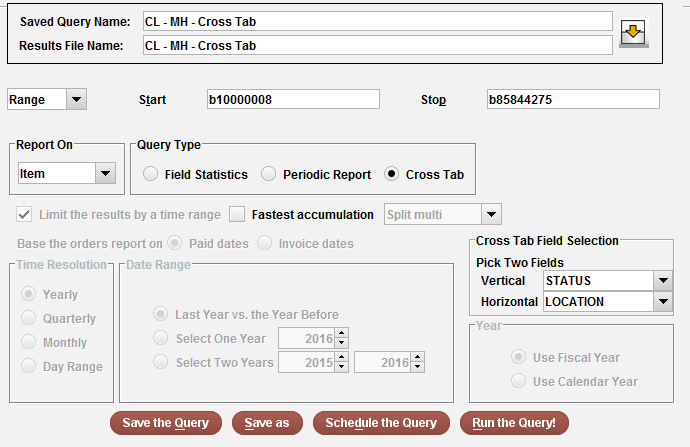 Saved Query Name: CL - MH - Cross Tab
Results File Name: CL - MH - Cross Tab
Range Start b10000008 Stop b85844275
Report On Query Type
Item Field Statistics Periodic Report Cross Tab
Limit the results by a time range Fastest accumulation Split multi
Base the orders report on Paid dates Invoice dates
Cross Tab Field Selection
Pick Two Fields
Vertical STATUS
Horizontal LOCATION
Time Resolution Date Range
Yearly
Quarterly
Monthly
Day Range
Last Year vs. the Year Before
Select One Year 2016
Select Two Years 2015 2016
Year
Use Fiscal Year
Use Calendar Year
Save the Query Save as Schedule the Query Run the Query!